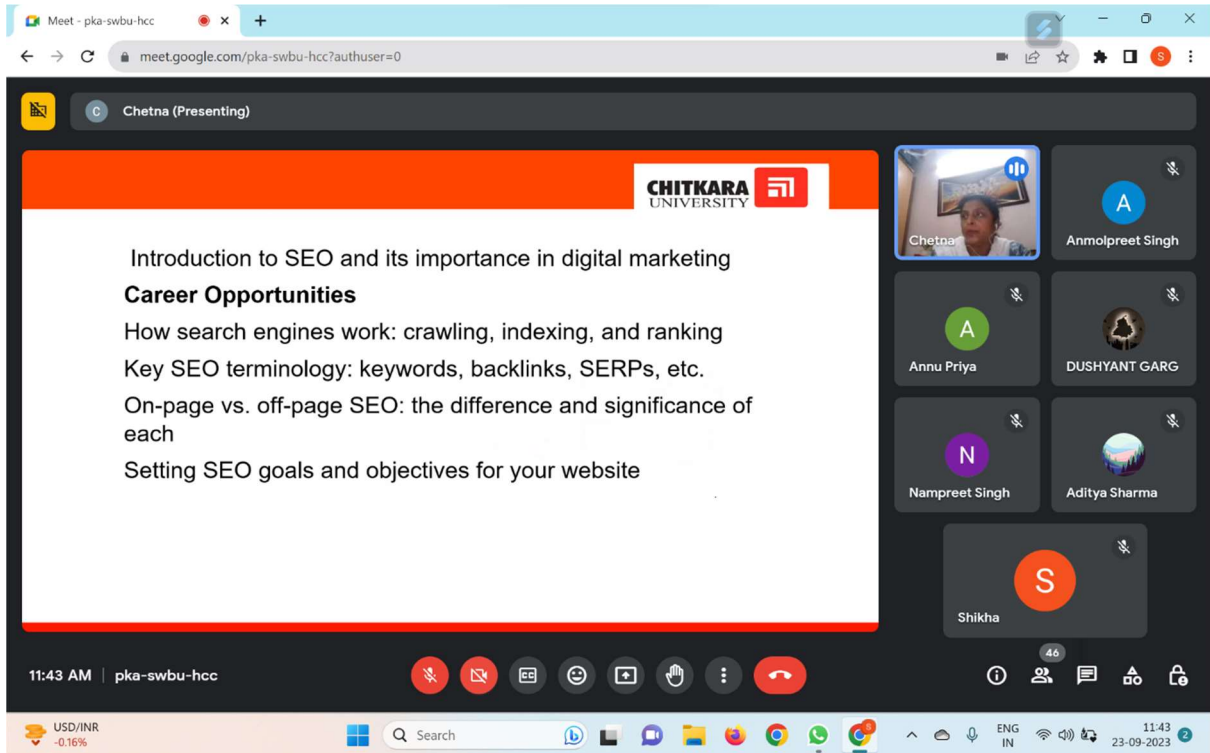 Meet - pka-swbu-hcc
meet.google.com/pka-swbu-hcc?authuser=0
S
C
Chetna (Presenting)
CHITKARA
UNIVERSITY
Introduction to SEO and its importance in digital marketing
Career Opportunities
How search engines work: crawling, indexing, and ranking
Key SEO terminology: keywords, backlinks, SERPs, etc.
On-page vs. off-page SEO: the difference and significance of
each
Setting SEO goals and objectives for your website
Chetna
A
Anmolpreet Singh
A
Annu Priya
DUSHYANT GARG
N
Nampreet Singh
Aditya Sharma
S
Shikha
11:43 AM | pka-swbu-hcc
CC
46
USD/INR
-0.16%
Search
ENG
IN
11:43
23-09-2023
2